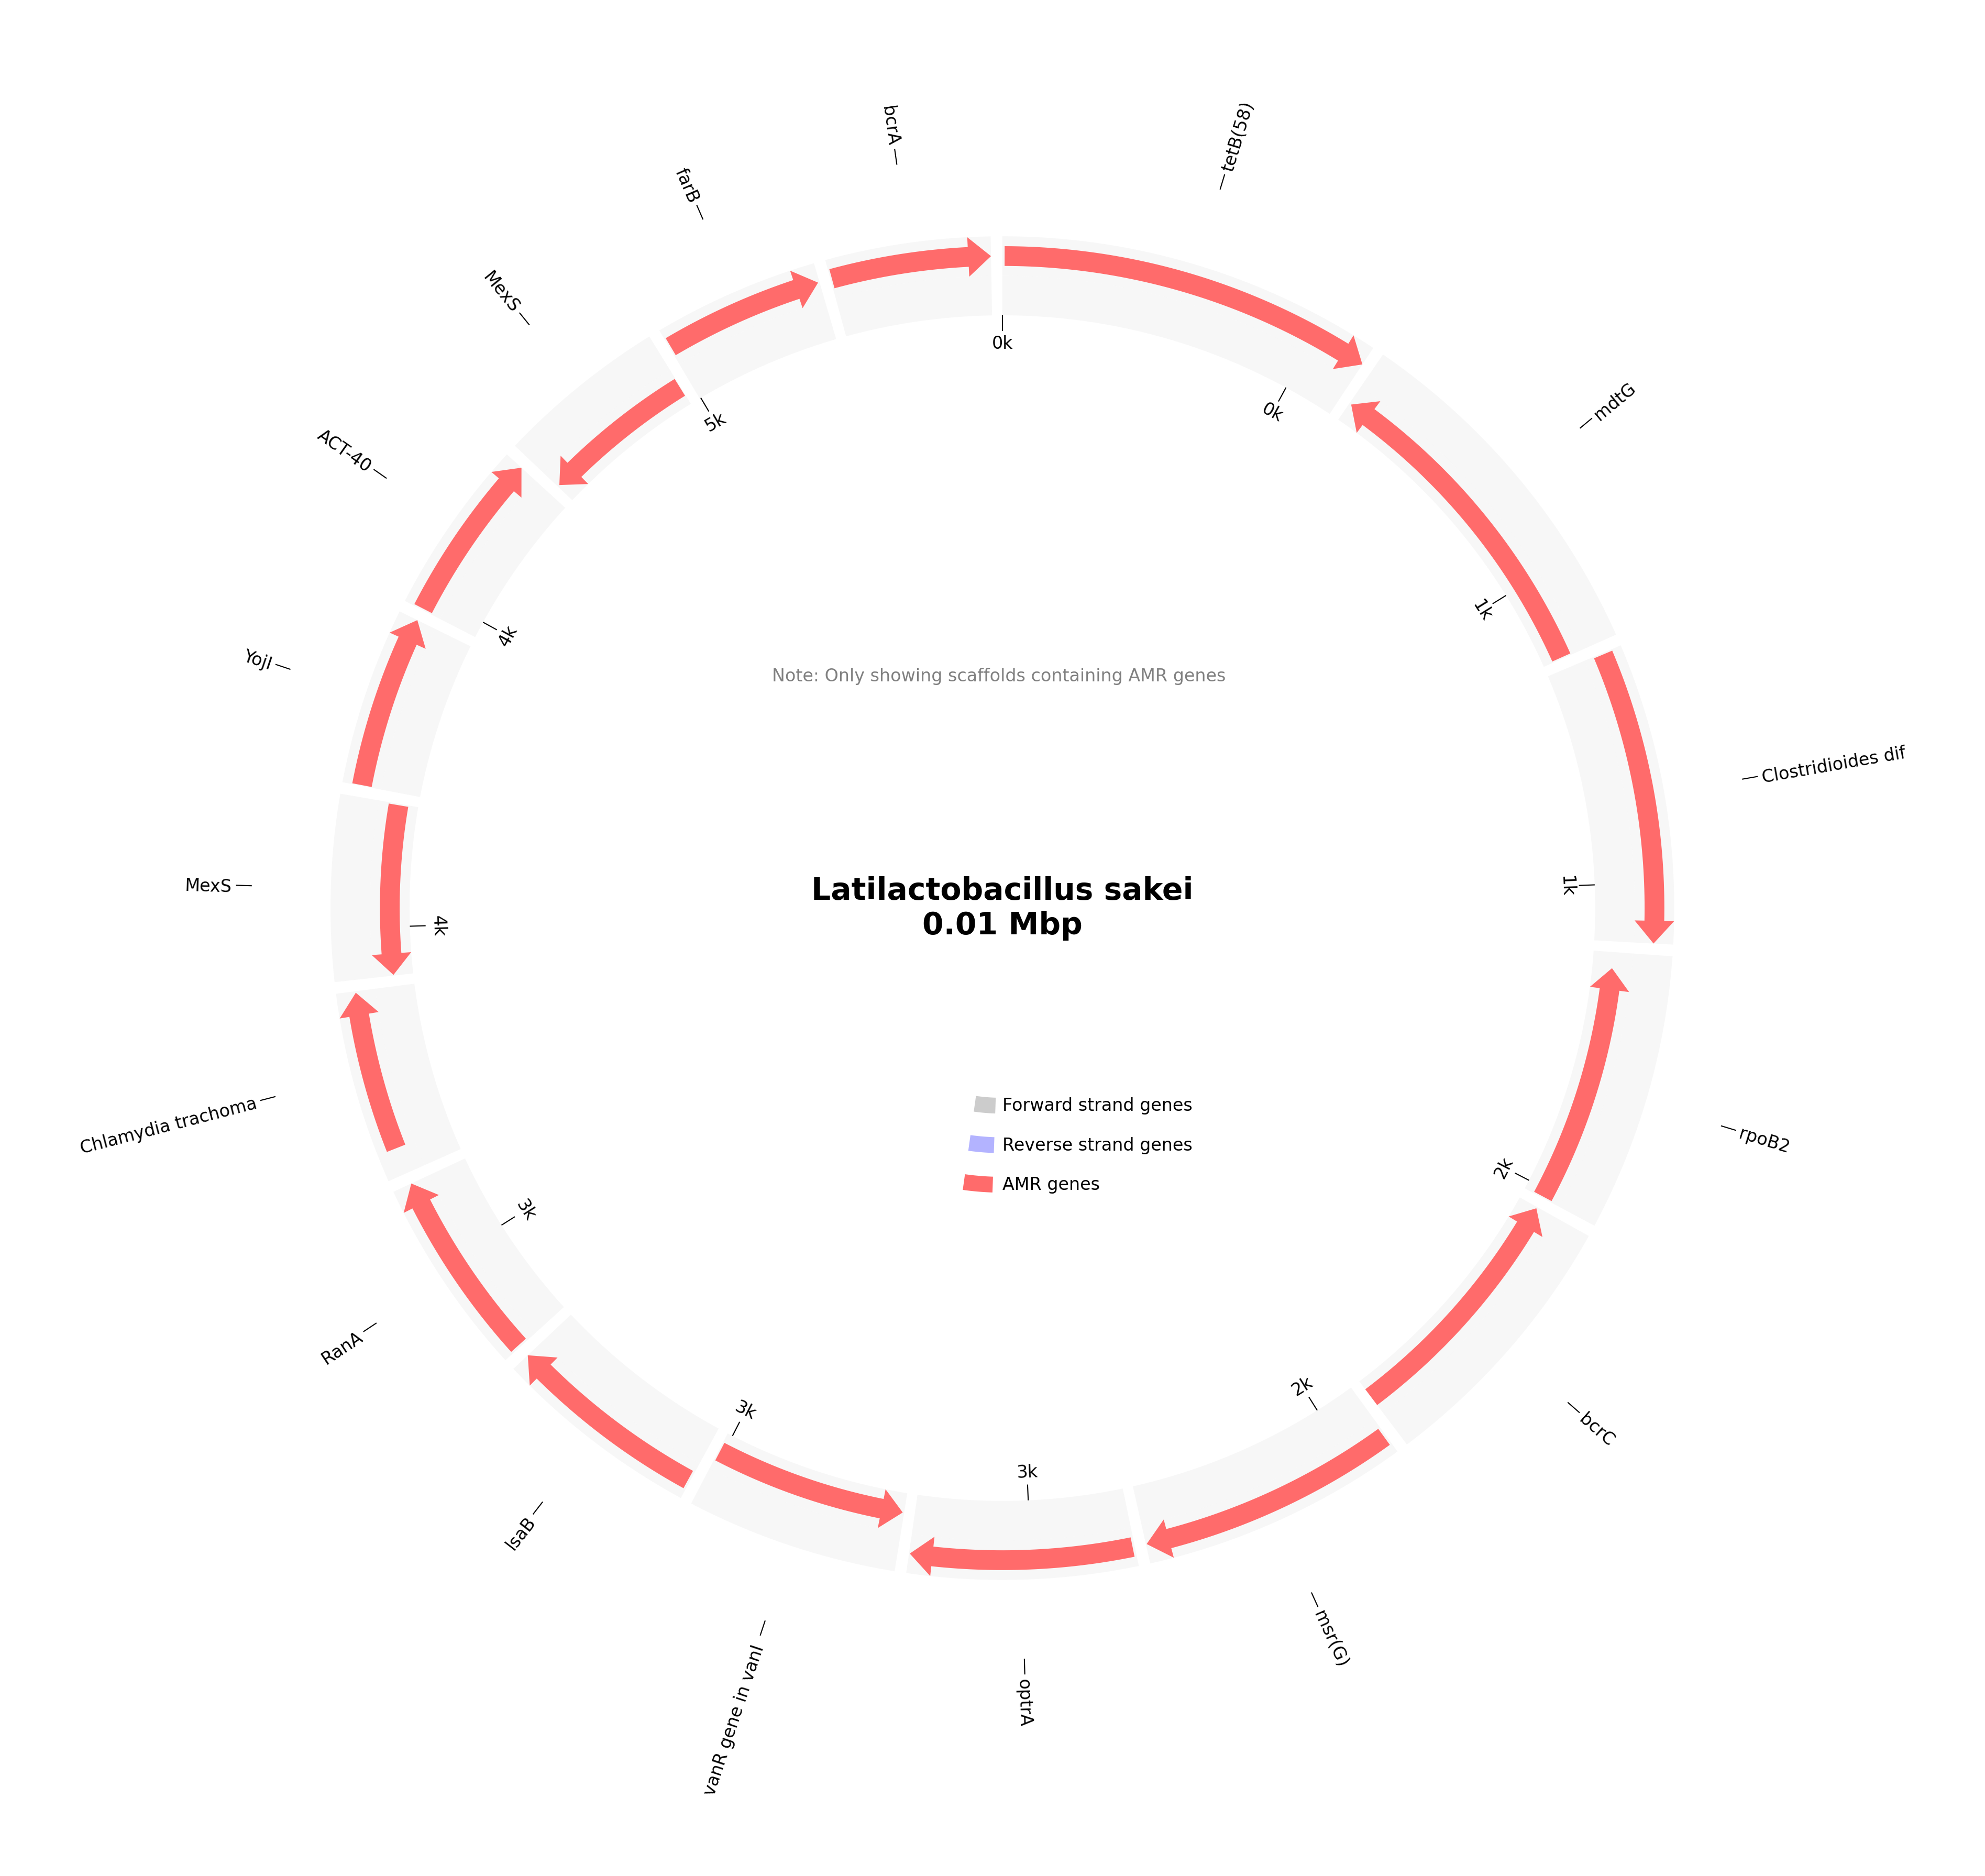 bcrA
tetB(58)
farB
MexS
mdtG
ACT-40
0k
0k
5k
1k
4k
YojI
Note: Only showing scaffolds containing AMR genes
Clostridioides dif
MexS
1k
4k
Latilactobacillus sakei
0.01 Mbp
Chlamydia trachoma
Forward strand genes
Reverse strand genes
AMR genes
rpoB2
2k
3k
RanA
2k
3k
3k
bcrC
lsaB
msr(G)
optrA
vanR gene in vanI